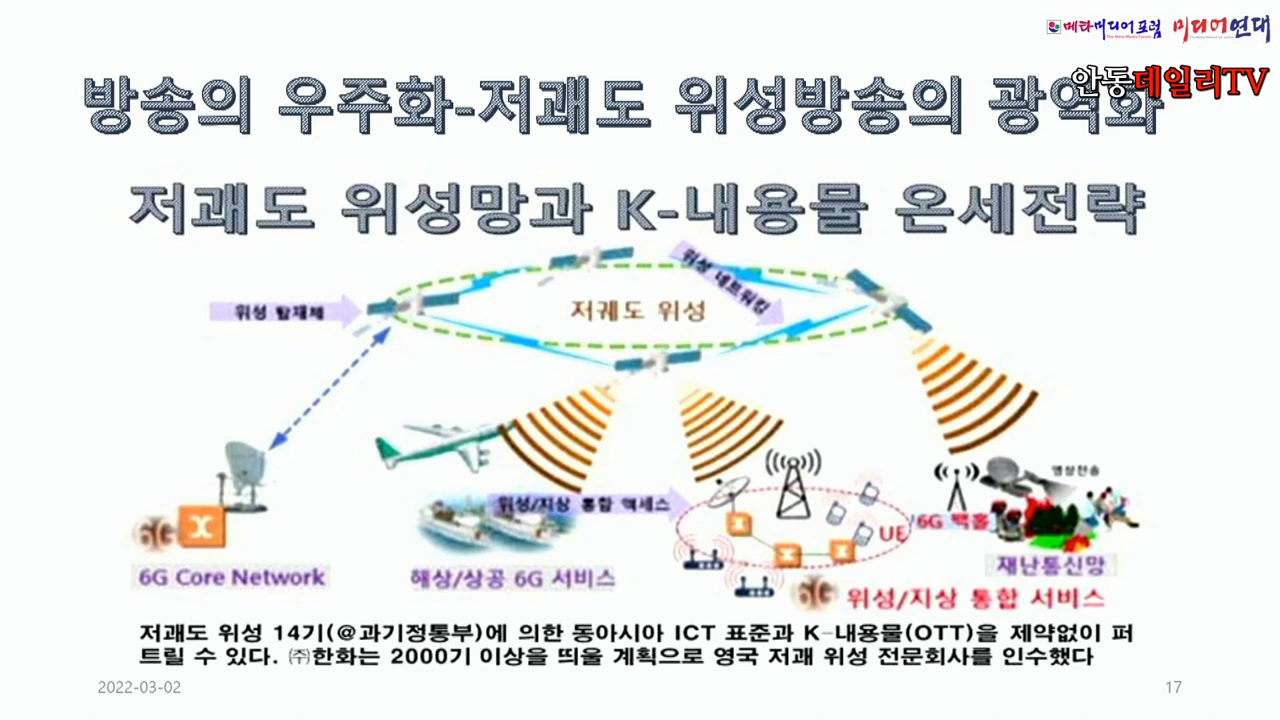 메타미디어포럼 미디어연대
안동데일리TV
방송의 우주화-저괘도 위성방송의 광역화
저괘도 위성망과 K-내용물 온세전략
위성 탑재체
저궤도 위성
위성 네트워킹
영상전송
위성/지상 통합 액세스
6G
UE
6G 백홀
6G Core Network
해상/상공 6G 서비스
재난통신망
6G 위성/지상 통합 서비스
저괘도 위성 14기(@과기정통부)에 의한 동아시아 ICT 표준과 K-내용물(OTT)을 제약없이 퍼
트릴 수 있다. ㈜한화는 2000기 이상을 띄울 계획으로 영국 저괘 위성 전문회사를 인수했다
2022-03-02
17